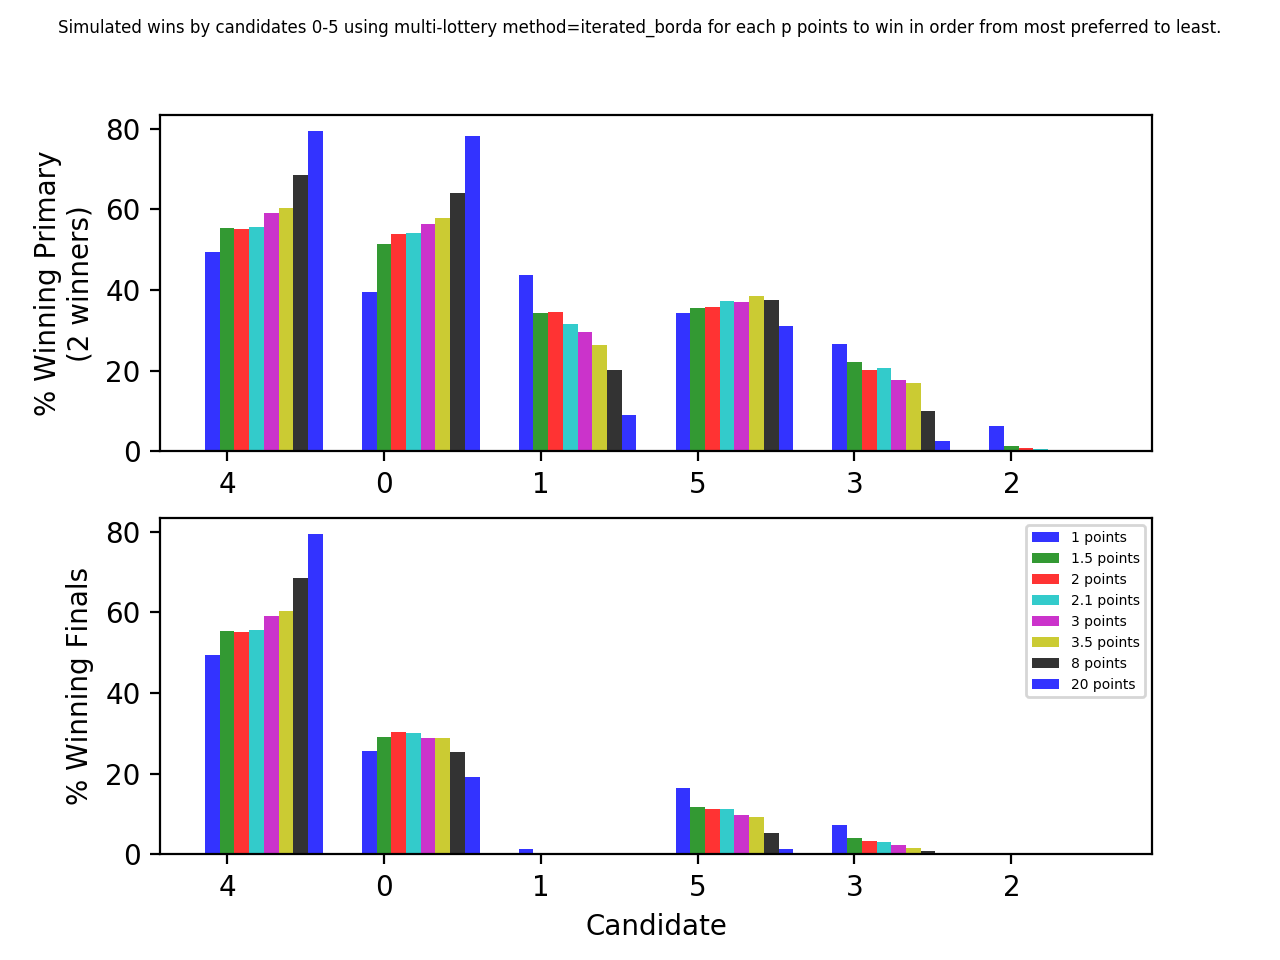 Simulated wins by candidates 0-5 using multi-lottery method=iterated_borda for each p points to win in order from most preferred to least.
% Winning Primary
(2 winners)
80
60
40
20
0
4 0 1 5 3 2
% Winning Finals
80
60
40
20
0
1 points
1.5 points
2 points
2.1 points
3 points
3.5 points
8 points
20 points
4 0 1 5 3 2
Candidate